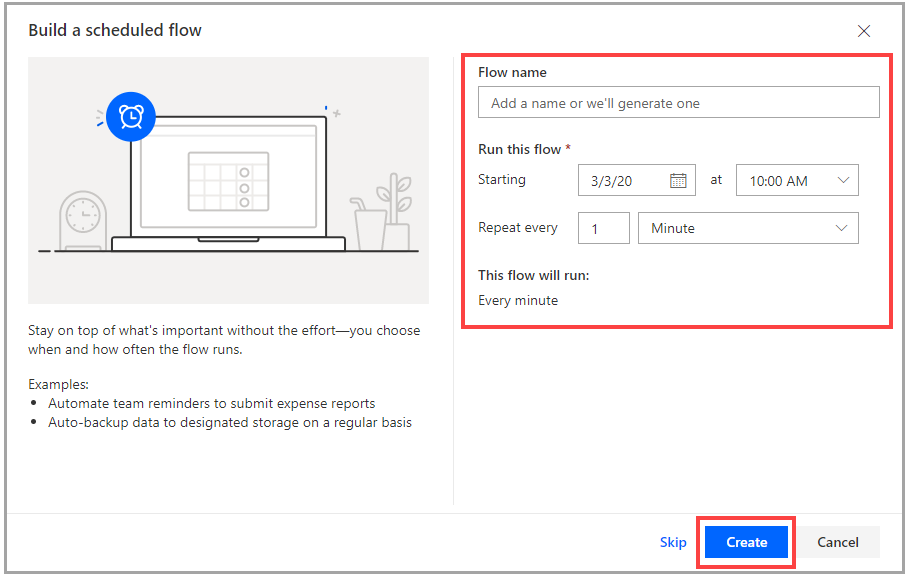 Build a scheduled flow
Stay on top of what's important without the effort—you choose
when and how often the flow runs.
Examples:
• Automate team reminders to submit expense reports
• Auto-backup data to designated storage on a regular basis
Flow name
Add a name or we'll generate one
Run this flow *
Starting 3/3/20 at 10:00 AM
Repeat every 1 Minute
This flow will run:
Every minute
Skip Create Cancel